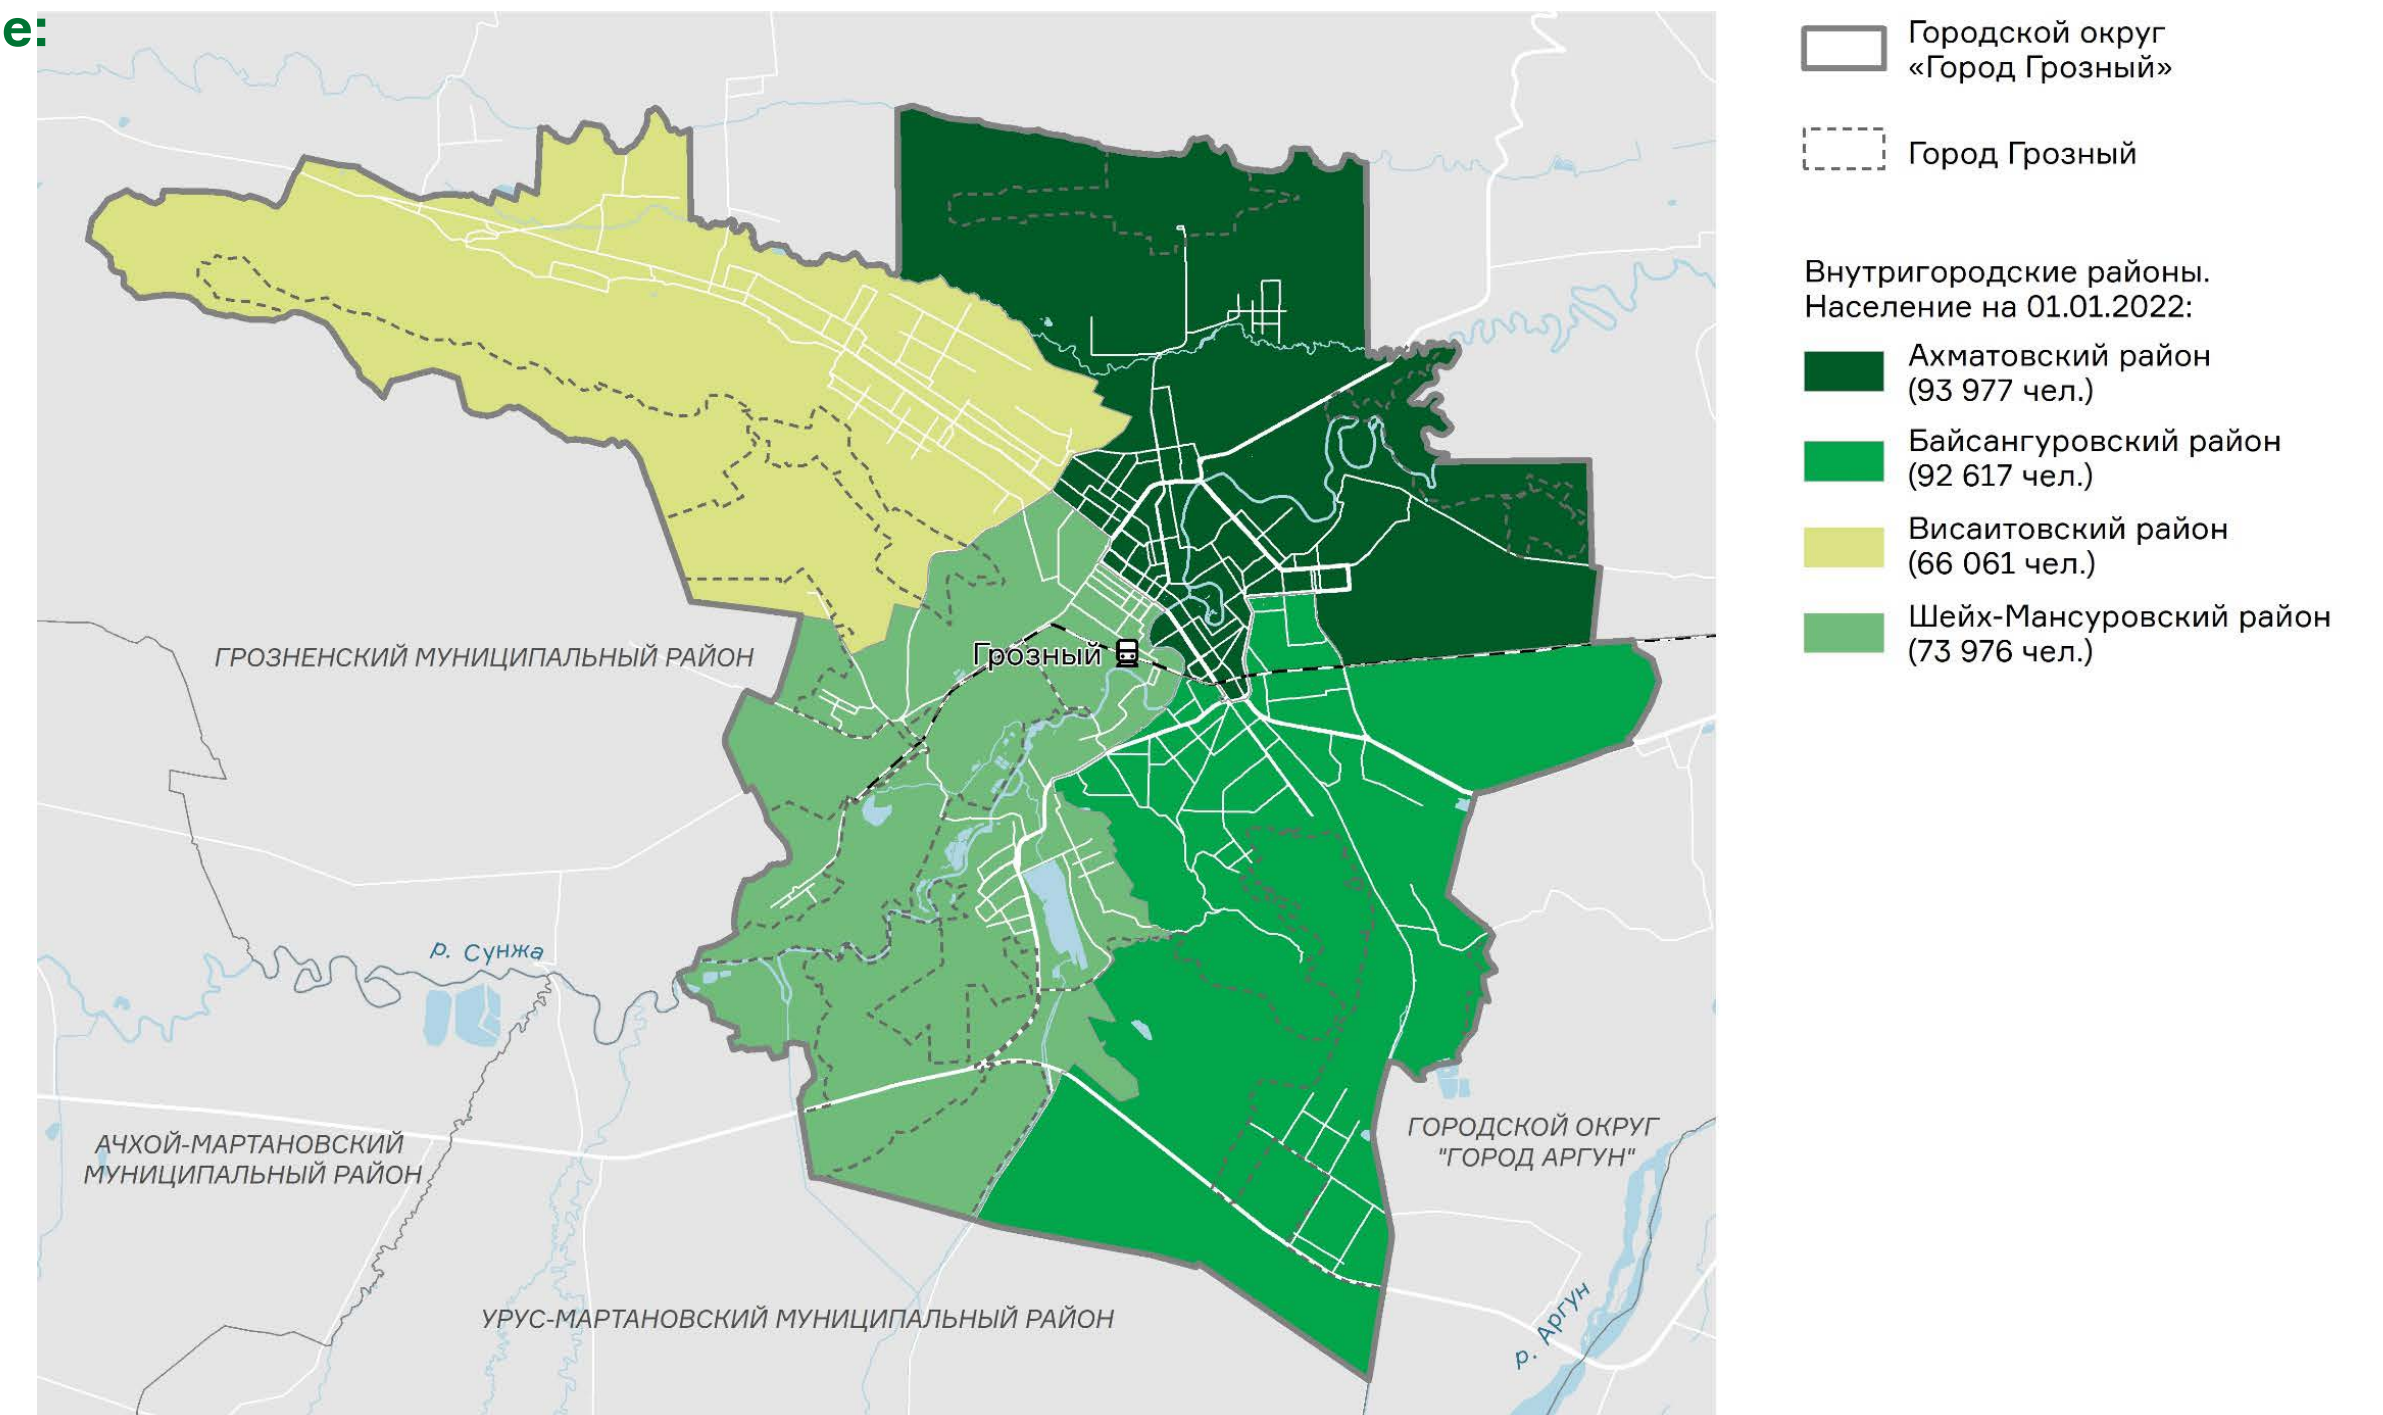 е:
Городской округ
«Город Грозный»
Город Грозный
Внутригородские районы.
Население на 01.01.2022:
Ахматовский район
(93 977 чел.)
Байсангуровский район
(92 617 чел.)
Висаитовский район
(66 061 чел.)
Шейх-Мансуровский район
(73 976 чел.)
ГРОЗНЕНСКИЙ МУНИЦИПАЛЬНЫЙ РАЙОН
Грозный
р. Сунжа
АЧХОЙ-МАРТАНОВСКИЙ
МУНИЦИПАЛЬНЫЙ РАЙОН
ГОРОДСКОЙ ОКРУГ
"ГОРОД АРГУН"
УРУС-МАРТАНОВСКИЙ МУНИЦИПАЛЬНЫЙ РАЙОН
р. Аргун